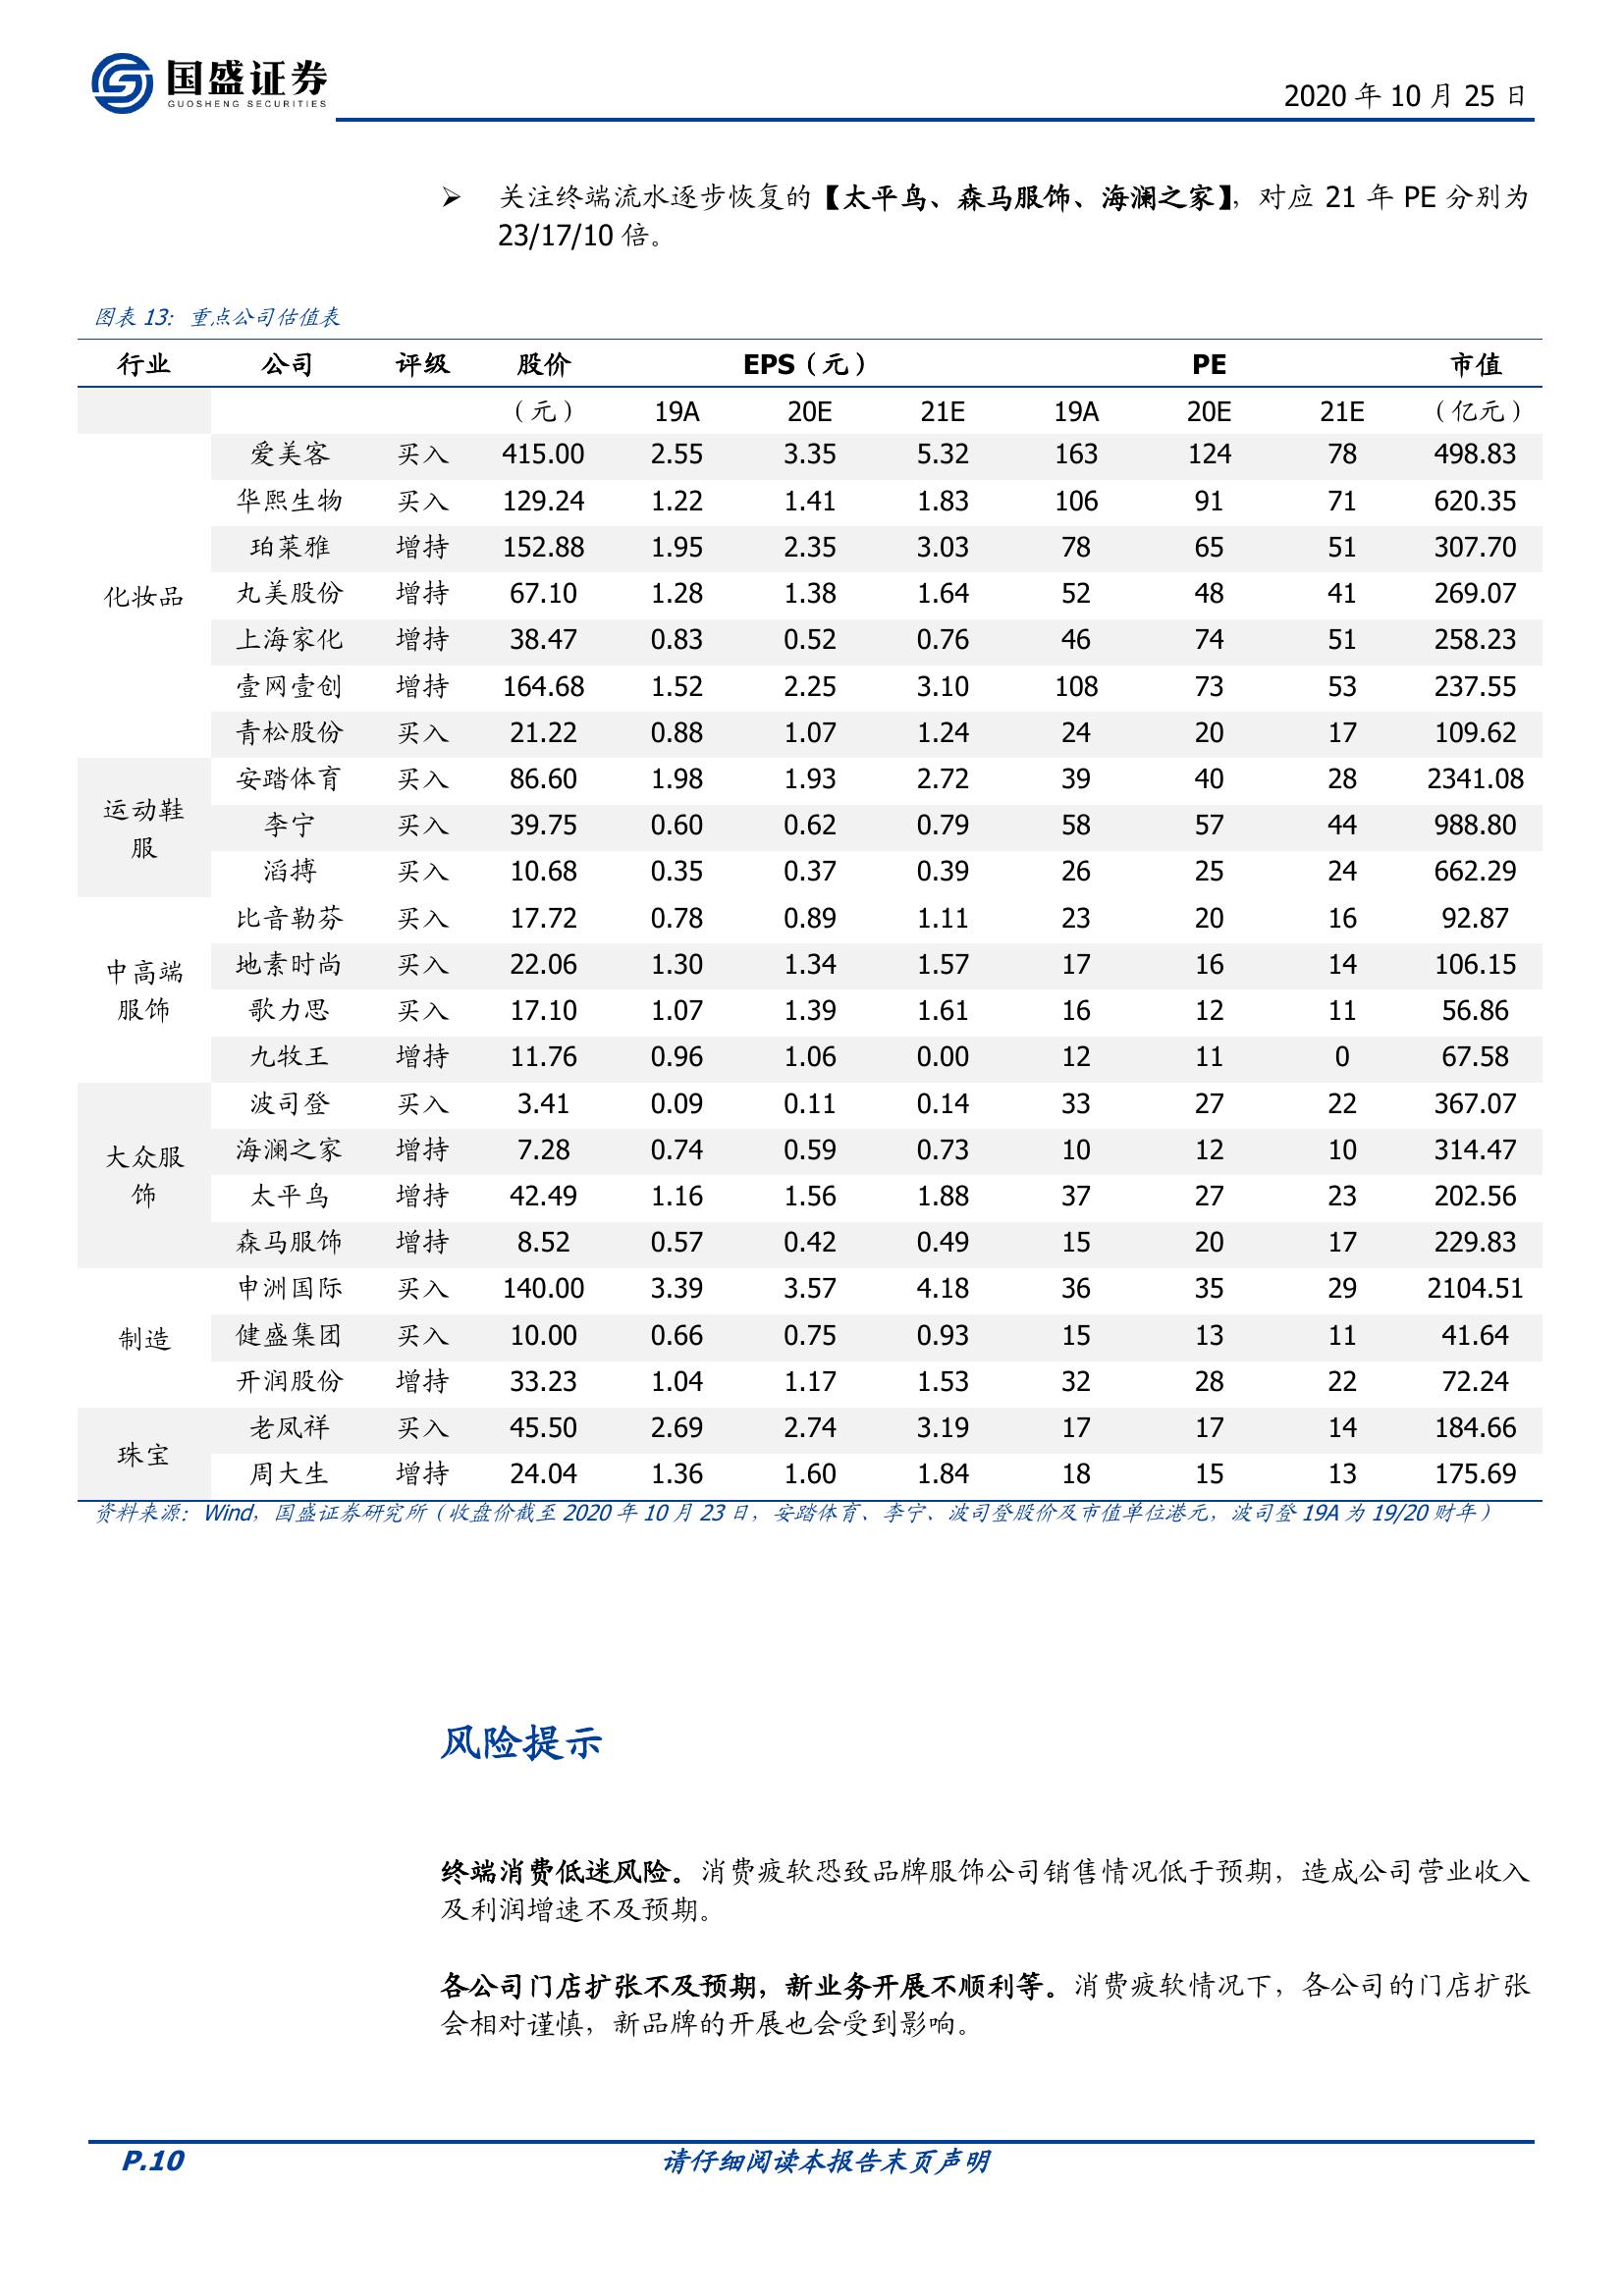 国盛证券
GUOSHENG SECURITIES
2020 年 10 月 25 日
➢ 关注终端流水逐步恢复的【太平鸟、森马服饰、海澜之家】，对应 21 年 PE 分别为
23/17/10 倍。
图表 13：重点公司估值表
行业 公司 评级 股价 EPS（元） PE 市值
（元） 19A 20E 21E 19A 20E 21E （亿元）
化妆品
爱美客 买入 415.00 2.55 3.35 5.32 163 124 78 498.83
华熙生物 买入 129.24 1.22 1.41 1.83 106 91 71 620.35
珀莱雅 增持 152.88 1.95 2.35 3.03 78 65 51 307.70
丸美股份 增持 67.10 1.28 1.38 1.64 52 48 41 269.07
上海家化 增持 38.47 0.83 0.52 0.76 46 74 51 258.23
壹网壹创 增持 164.68 1.52 2.25 3.10 108 73 53 237.55
青松股份 买入 21.22 0.88 1.07 1.24 24 20 17 109.62
运动鞋
服
安踏体育 买入 86.60 1.98 1.93 2.72 39 40 28 2341.08
李宁 买入 39.75 0.60 0.62 0.79 58 57 44 988.80
滔搏 买入 10.68 0.35 0.37 0.39 26 25 24 662.29
中高端
服饰
比音勒芬 买入 17.72 0.78 0.89 1.11 23 20 16 92.87
地素时尚 买入 22.06 1.30 1.34 1.57 17 16 14 106.15
歌力思 买入 17.10 1.07 1.39 1.61 16 12 11 56.86
九牧王 增持 11.76 0.96 1.06 0.00 12 11 0 67.58
大众服
饰
波司登 买入 3.41 0.09 0.11 0.14 33 27 22 367.07
海澜之家 增持 7.28 0.74 0.59 0.73 10 12 10 314.47
太平鸟 增持 42.49 1.16 1.56 1.88 37 27 23 202.56
森马服饰 增持 8.52 0.57 0.42 0.49 15 20 17 229.83
制造
申洲国际 买入 140.00 3.39 3.57 4.18 36 35 29 2104.51
健盛集团 买入 10.00 0.66 0.75 0.93 15 13 11 41.64
开润股份 增持 33.23 1.04 1.17 1.53 32 28 22 72.24
珠宝
老凤祥 买入 45.50 2.69 2.74 3.19 17 17 14 184.66
周大生 增持 24.04 1.36 1.60 1.84 18 15 13 175.69
资料来源：Wind，国盛证券研究所（收盘价截至 2020 年 10 月 23 日，安踏体育、李宁、波司登股价及市值单位港元，波司登 19A 为 19/20 财年）
风险提示
终端消费低迷风险。消费疲软恐致品牌服饰公司销售情况低于预期，造成公司营业收入
及利润增速不及预期。
各公司门店扩张不及预期，新业务开展不顺利等。消费疲软情况下，各公司的门店扩张
会相对谨慎，新品牌的开展也会受到影响。
P.10
请仔细阅读本报告末页声明